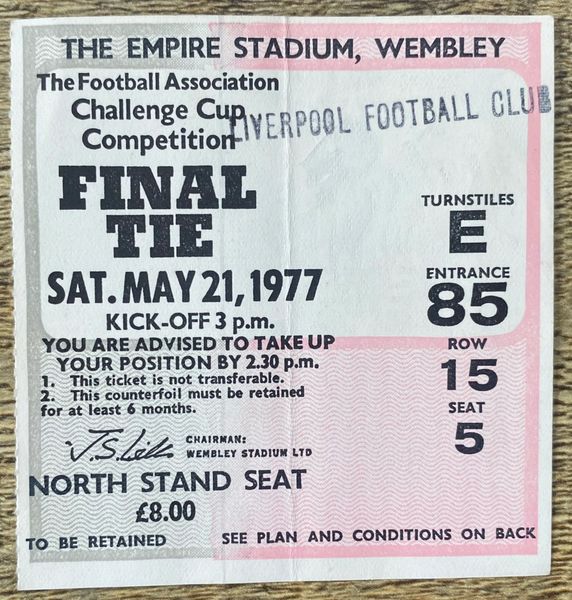 THE EMPIRE STADIUM, WEMBLEY
The Football Association
Challenge Cup
Competition
LIVERPOOL FOOTBALL CLUB
FINAL
TIE
SAT. MAY 21, 1977
KICK-OFF 3 p.m.
YOU ARE ADVISED TO TAKE UP
YOUR POSITION BY 2.30 p.m.
1. This ticket is not transferable.
2. This counterfoil must be retained
for at least 6 months.
CHAIRMAN:
WEMBLEY STADIUM LTD
NORTH STAND SEAT
£8.00
TO BE RETAINED
TURNSTILES
E
ENTRANCE
85
ROW
15
SEAT
5
SEE PLAN AND CONDITIONS ON BACK